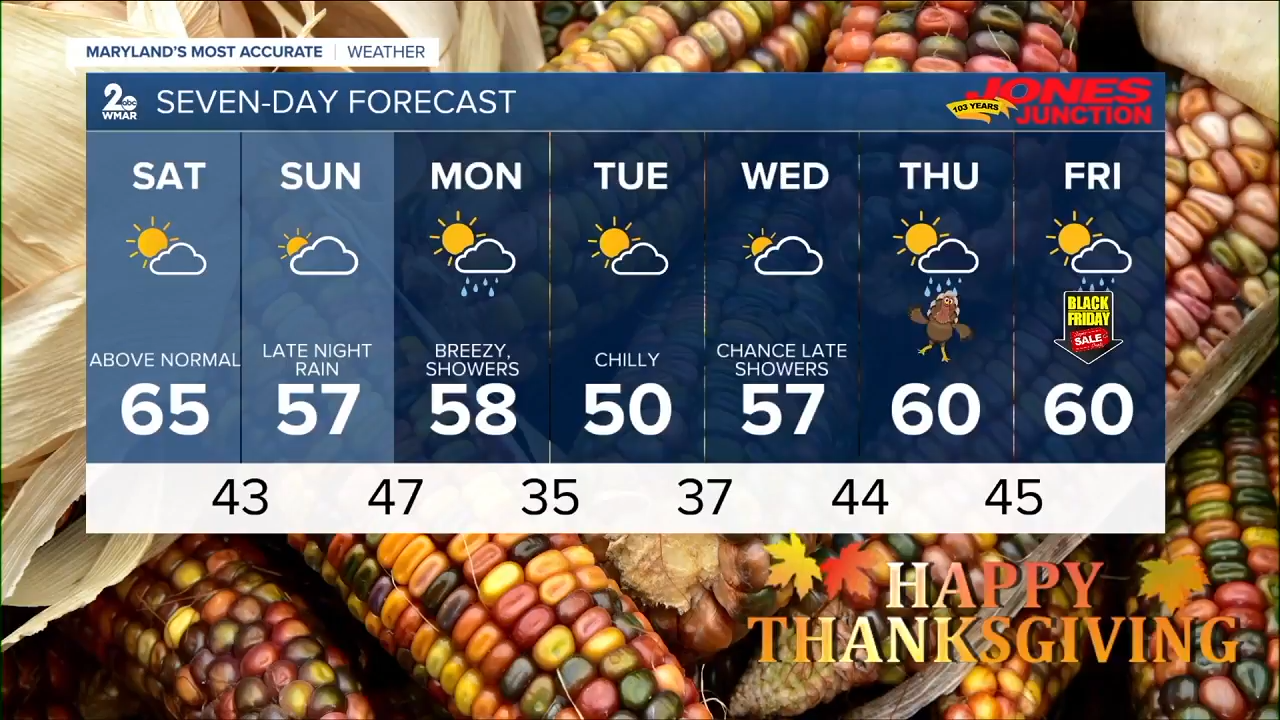 MARYLAND'S MOST ACCURATE | WEATHER
2 abc
WMAR
SEVEN-DAY FORECAST
103 YEARS
JONES
JUNCTION
SAT SUN MON TUE WED THU FRI
BLACK
FRIDAY
SALE
ABOVE NORMAL
LATE NIGHT
RAIN
BREEZY,
SHOWERS
CHILLY
CHANCE LATE
SHOWERS
65 57 58 50 57 60 60
43 47 35 37 44 45
HAPPY
THANKSGIVING